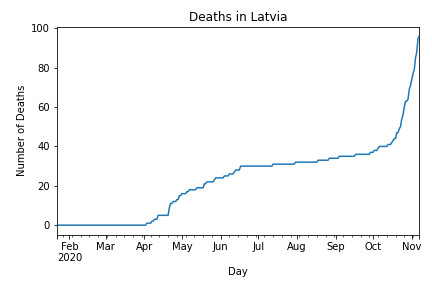 Deaths in Latvia
Number of Deaths
100
80
60
40
20
0
Feb Mar Apr May Jun Jul Aug Sep Oct Nov
2020
Day